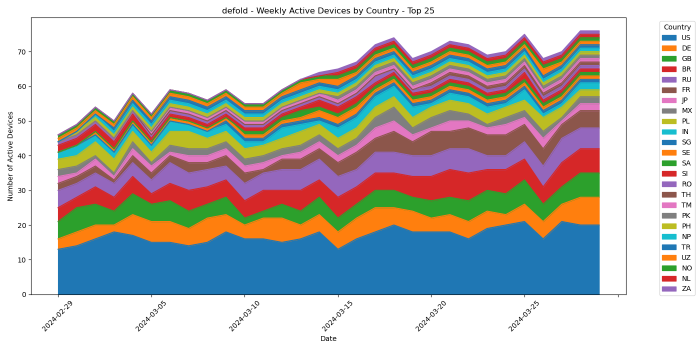 defold - Weekly Active Devices by Country - Top 25
Number of Active Devices
70
60
50
40
30
20
10
0
2024-02-29
2024-03-05
2024-03-10
2024-03-15
2024-03-20
2024-03-25
Date
Country
US
DE
GB
BR
RU
FR
JP
MX
PL
IN
SG
SE
SA
SI
RO
TH
TM
PK
PH
NP
TR
UZ
NO
NL
ZA